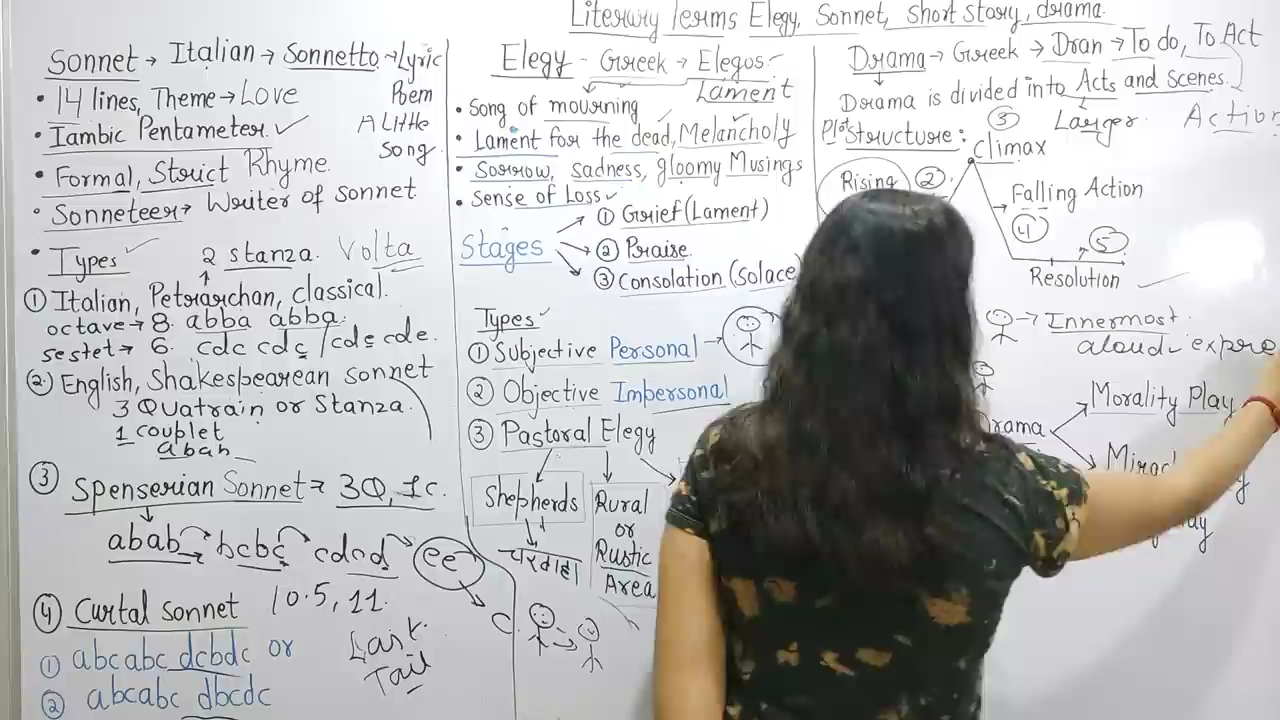 Literary Terms Elegy, Sonnet, short story, drama.
Sonnet → Italian → Sonnetto → Lyric
Poem
A Little
Song.
• 14 lines, Theme → Love
• Iambic Pentameter. ✓
• Formal, Strict Rhyme.
• Sonneteer → Writer of sonnet
• Types ✓
2 stanza. Volta
① Italian, Petrarchan, classical.
octave → 8. abba abba.
sestet → 6. cdc cdc / cde cde.
②. English, Shakespearean sonnet
3 Quatrain or Stanza.
1 couplet
abab
③ Spenserian Sonnet = 3Q, 1c.
abab bcbc cdcd ee
C
④ Curtal sonnet 10.5, 11.
① abcabc dcbdc or
② abcabc dbcdc
Last.
Tail
Elegy - Greek → Elegus
Lament
• Song of mourning
• Lament for the dead, Melancholy
• Sorrow, sadness, gloomy Musings
• Sense of Loss ✓
Stages
① Grief (Lament)
② Praise.
③ Consolation (Solace
Types ✓
① Subjective Personal →
② Objective Impersonal
③ Pastoral Elegy
Shepherds
चरवाहा
Rural
or
Rustic
Area
Drama → Greek → Dran → To do, To Act
Drama is divided into Acts and Scenes.
Larger. Action
Plot structure :
③
climax
Rising ②
Falling Action
④
⑤
Resolution
→ Innermost.
aloud
Morality Play